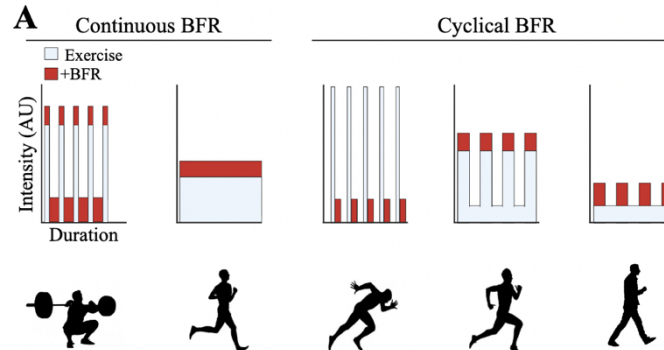 A
Continuous BFR
Cyclical BFR
Exercise
+BFR
Intensity (AU)
Duration